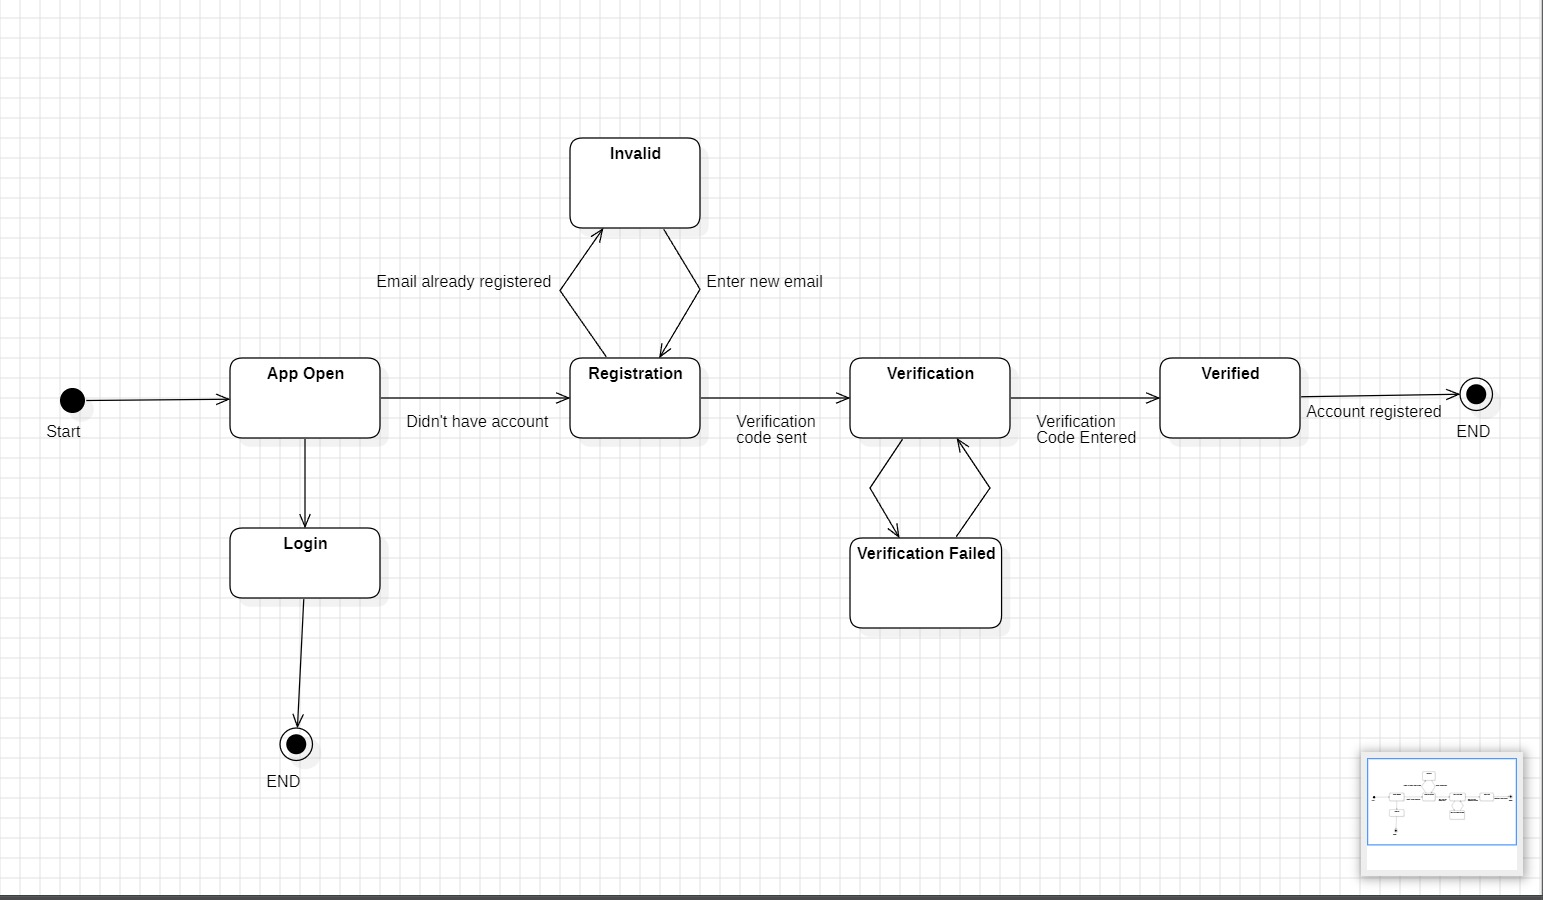 Invalid
Email already registered
Enter new email
App Open
Registration
Verification
Verified
Start
Didn't have account
Verification
code sent
Verification
Code Entered
Account registered
END
Login
Verification Failed
END